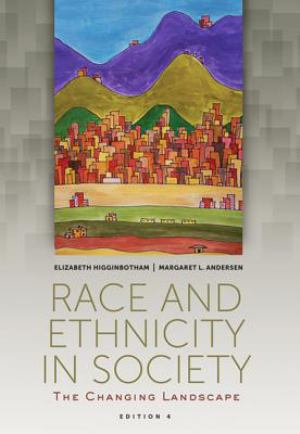 ELIZABETH HIGGINBOTHAM | MARGARET L. ANDERSEN
RACE AND
ETHNICITY
IN SOCIETY
THE CHANGING LANDSCAPE
EDITION 4